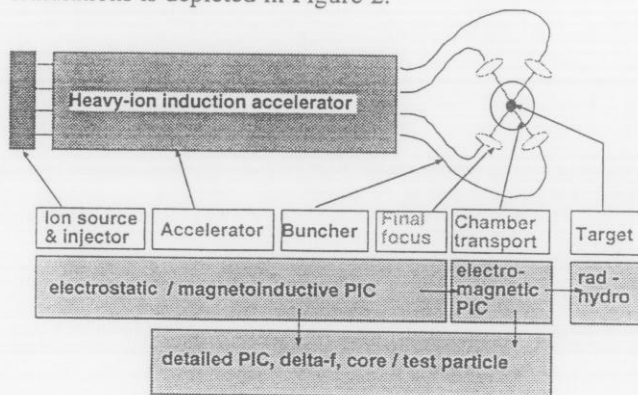 is depicted in Figure 2.
Heavy-ion induction accelerator
Ion source
& injector
Accelerator
Buncher
Final
focus
Chamber
transport
Target
electrostatic / magnetoinductive PIC
electro-
magnetic
PIC
rad -
hydro
detailed PIC, delta-f, core / test particle